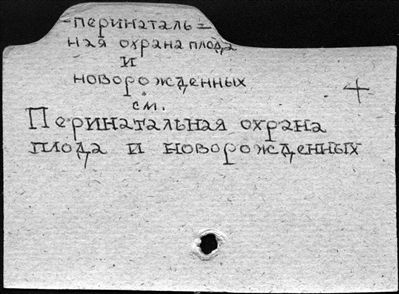 -перинаталь=
ная охрана плода
и
новорожденных
см.
Перинатальная охрана
плода и новорожденных
+